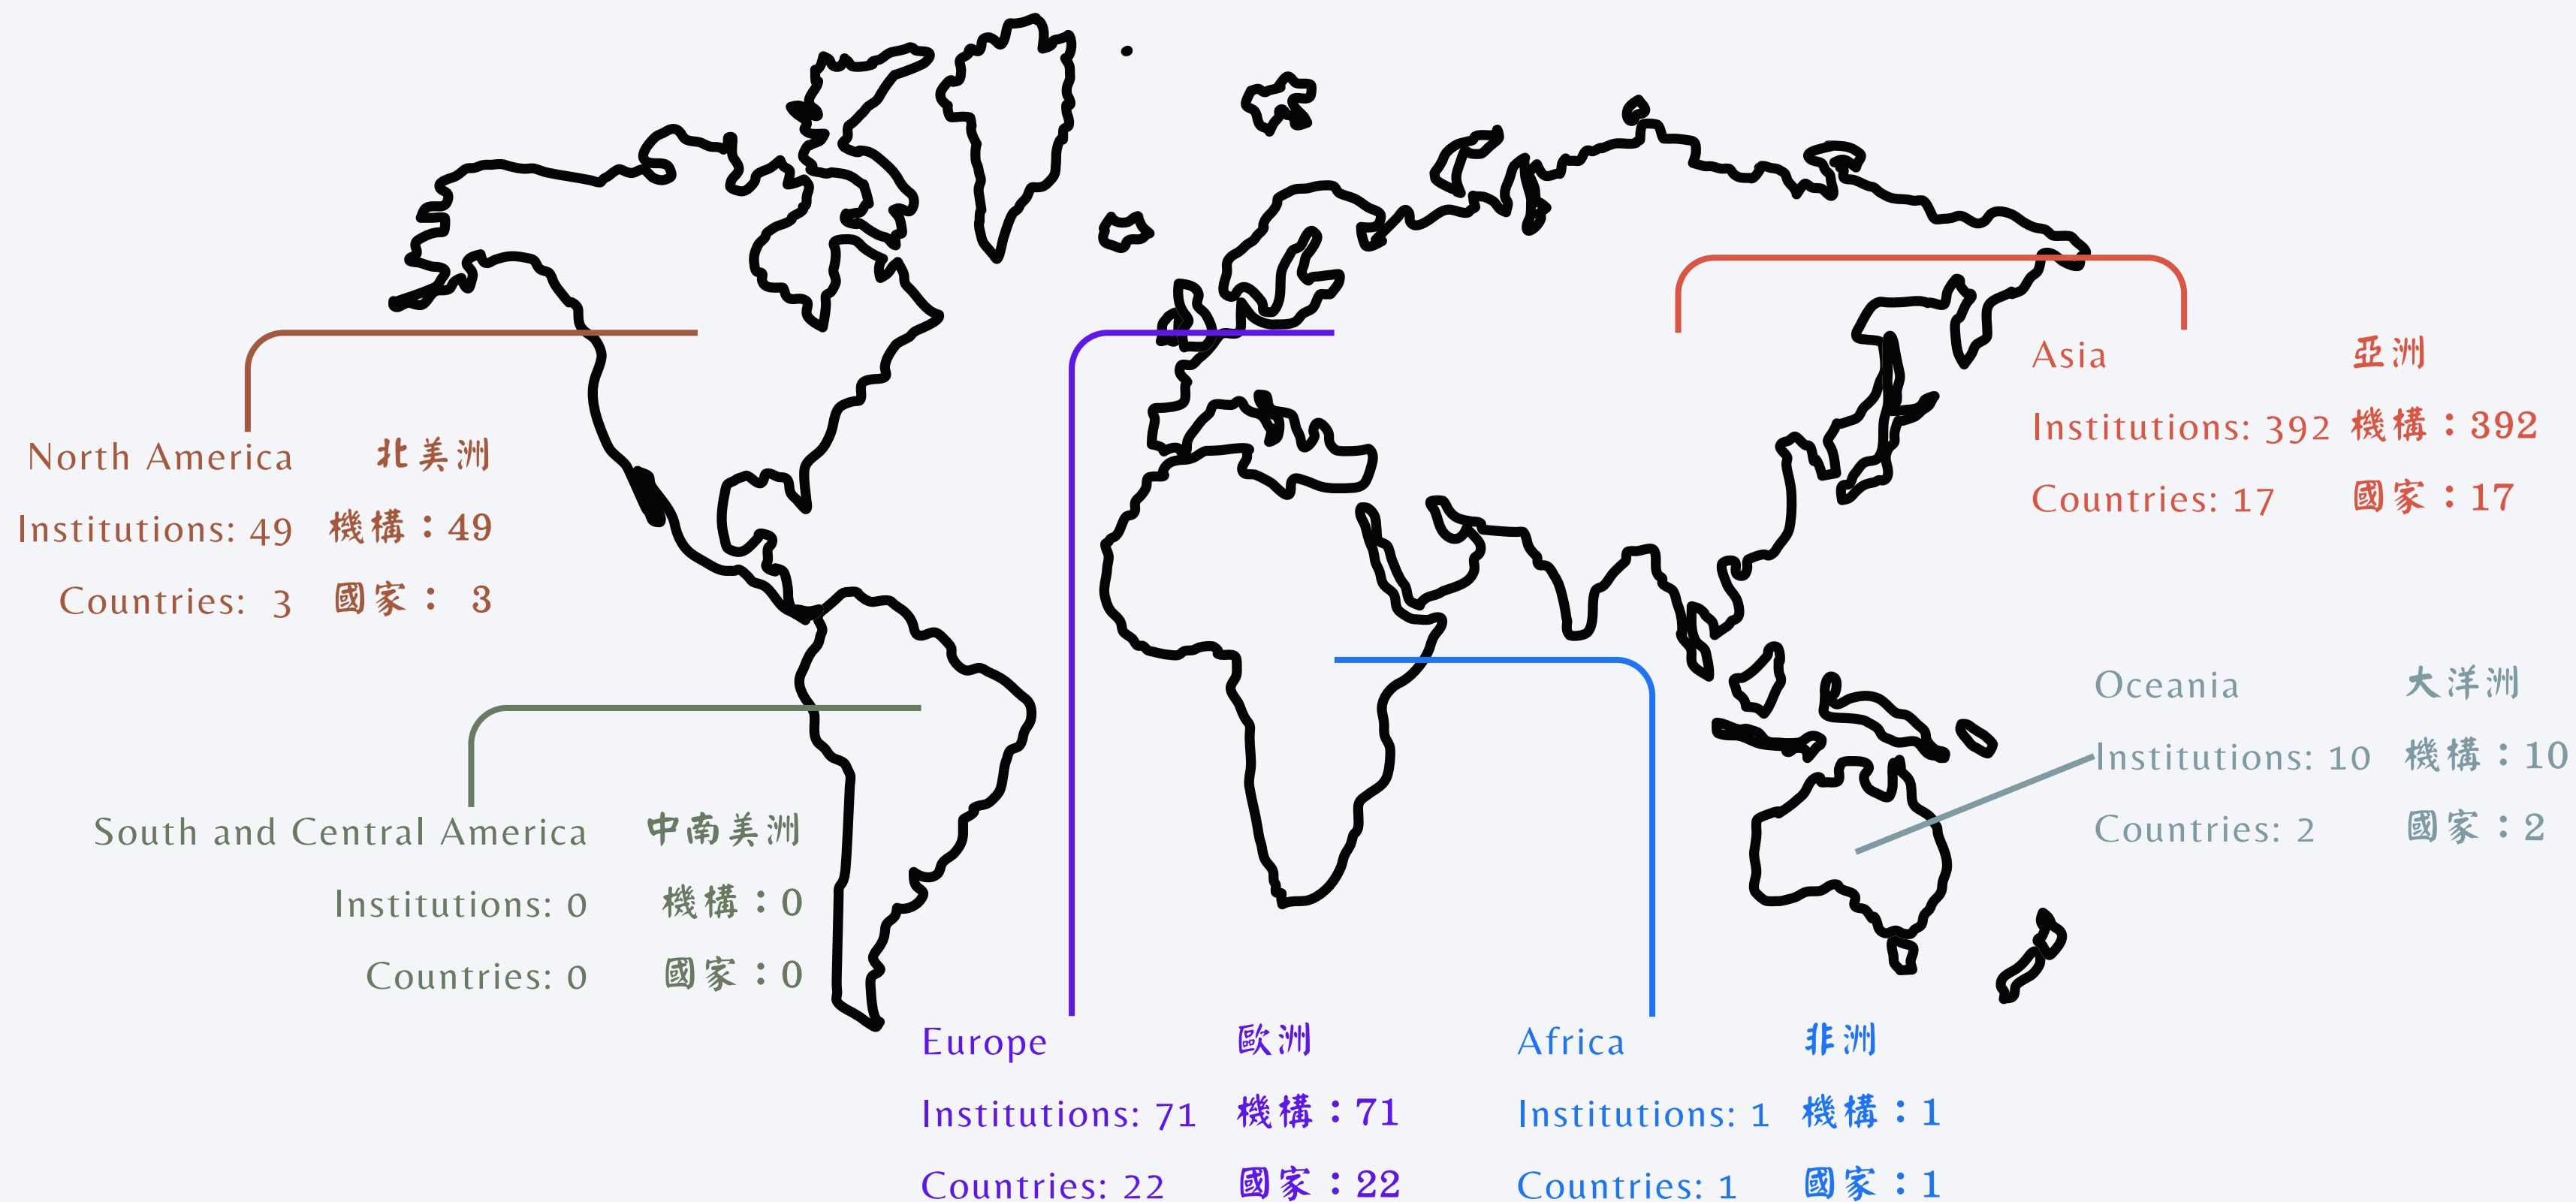 Asia 亞洲
Institutions: 392 機構：392
Countries: 17 國家：17
North America 北美洲
Institutions: 49 機構：49
Countries: 3 國家： 3
Oceania 大洋洲
Institutions: 10 機構：10
Countries: 2 國家：2
South and Central America 中南美洲
Institutions: 0 機構：0
Countries: 0 國家：0
Europe 歐洲
Institutions: 71 機構：71
Countries: 22 國家：22
Africa 非洲
Institutions: 1 機構：1
Countries: 1 國家：1